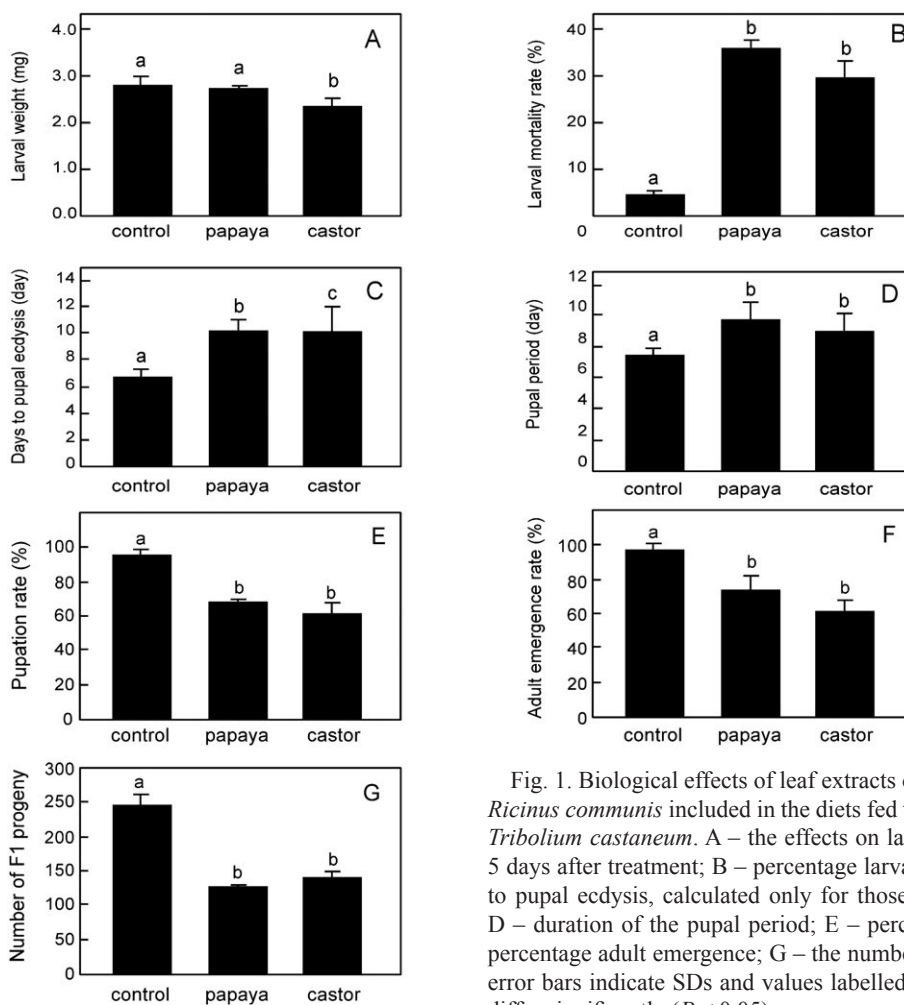 A
Larval weight (mg)
4.0
3.0
2.0
1.0
0.0
a
a
b
control papaya castor
B
Larval mortality rate (%)
40
30
20
10
0
a
b
b
control papaya castor
C
Days to pupal ecdysis (day)
14
12
10
8
6
4
2
0
a
b
c
control papaya castor
D
Pupal period (day)
12
10
8
6
4
2
0
a
b
b
control papaya castor
E
Pupation rate (%)
100
80
60
40
20
0
a
b
b
control papaya castor
F
Adult emergence rate (%)
100
80
60
40
20
0
a
b
b
control papaya castor
G
Number of F1 progeny
300
250
200
150
100
50
0
a
b
b
control papaya castor
Fig. 1. Biological effects of leaf extracts
Ricinus communis included in the diets fed
Tribolium castaneum. A – the effects on
5 days after treatment; B – percentage
to pupal ecdysis, calculated only for those
D – duration of the pupal period; E –
percentage adult emergence; G – the
error bars indicate SDs and values labelled